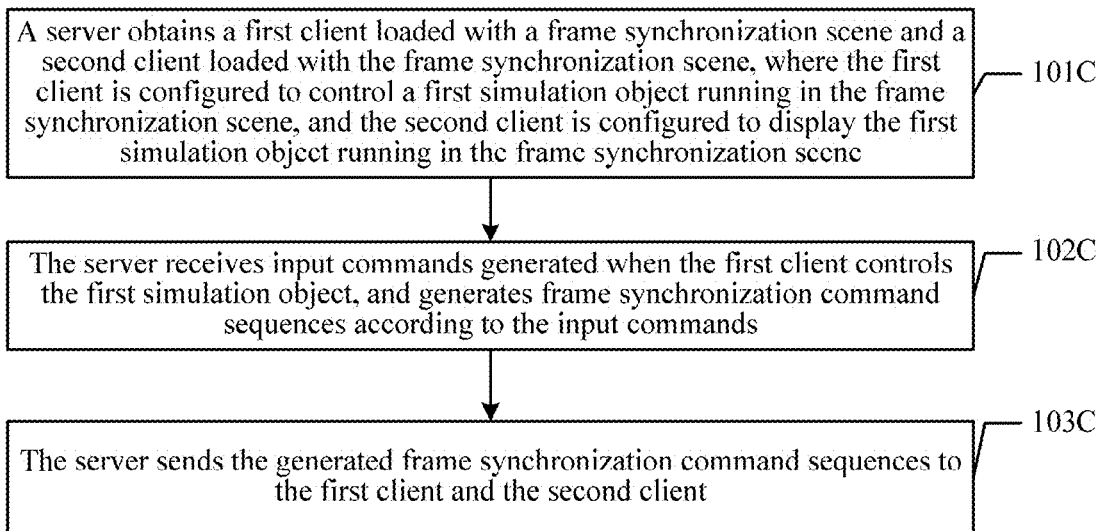 A server obtains a first client loaded with a frame synchronization scene and a
second client loaded with the frame synchronization scene, where the first
client is configured to control a first simulation object running in the frame
synchronization scene, and the second client is configured to display the first
simulation object running in the frame synchronization scene
101C
The server receives input commands generated when the first client controls
the first simulation object, and generates frame synchronization command
sequences according to the input commands
102C
The server sends the generated frame synchronization command sequences to
the first client and the second client
103C